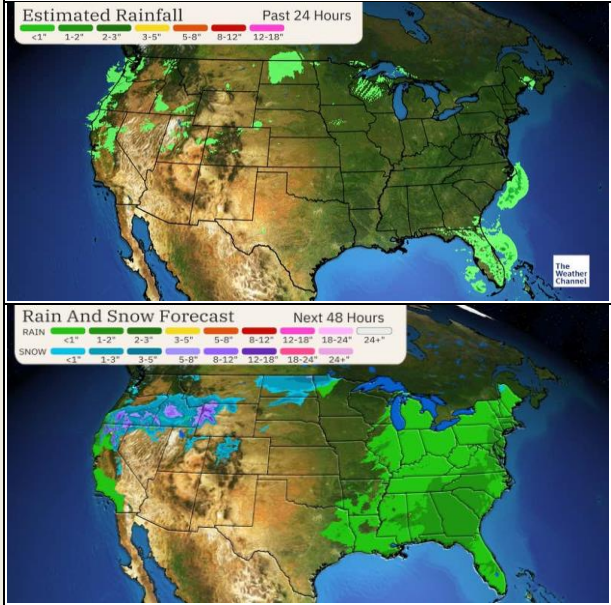 Estimated Rainfall Past 24 Hours
<1" 1-2" 2-3" 3-5" 5-8" 8-12" 12-18"
The
Weather
Channel
Rain And Snow Forecast Next 48 Hours
RAIN
<1" 1-2" 2-3" 3-5" 5-8" 8-12" 12-18" 18-24" 24+"
SNOW
<1" 1-3" 3-5" 5-8" 8-12" 12-18" 18-24" 24+"